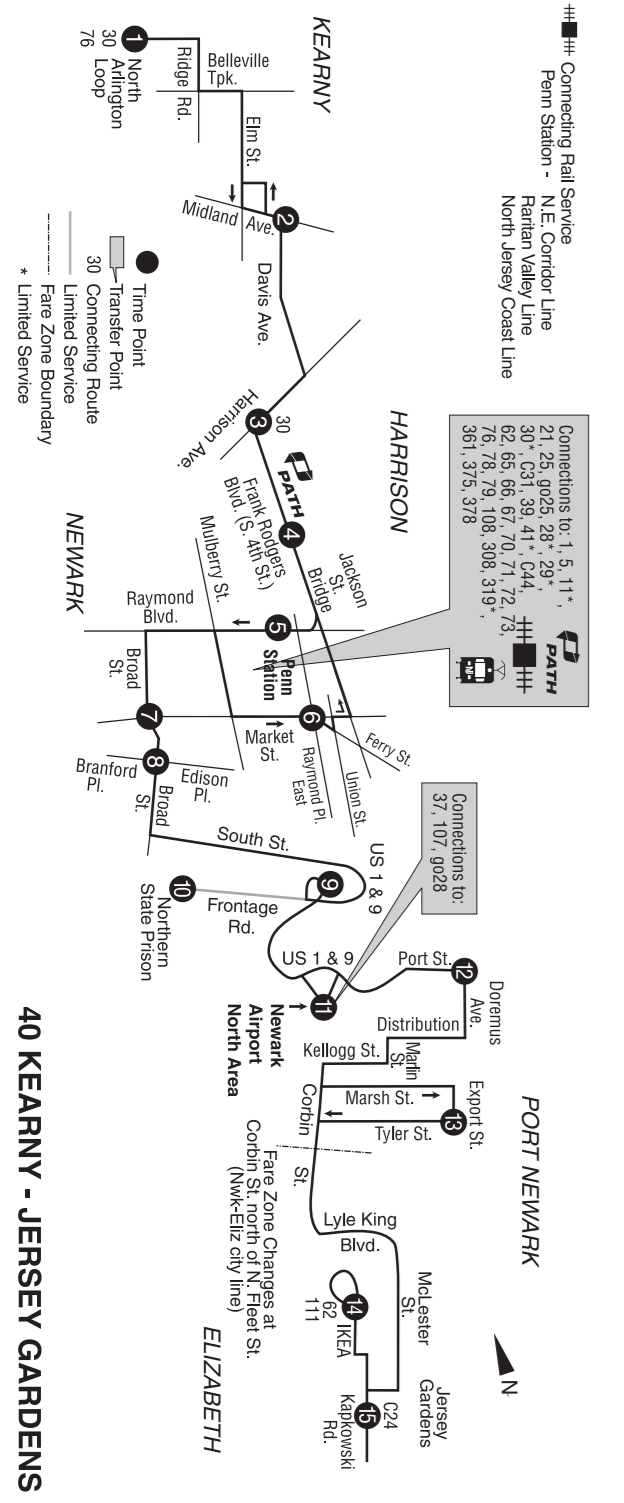 Connecting Rail Service
Penn Station - N.E. Corridor Line
Raritan Valley Line
North Jersey Coast Line
KEARNY
1
North
Arlington
Loop
30
76
Ridge Rd.
Belleville
Tpk.
Elm St.
Midland Ave.
2
Davis Ave.
Time Point
Transfer Point
30 Connecting Route
Limited Service
Fare Zone Boundary
* Limited Service
HARRISON
Harrison Ave.
3
30
PATH
4
Frank Rodgers
Blvd. (S. 4th St.)
Jackson
St.
Bridge
Connections to: 1, 5, 11*,
21, 25, go25, 28*, 29*,
30*, C31, 39, 41*, C44,
62, 65, 66, 67, 70, 71, 72, 73,
76, 78, 79, 108, 308, 319*,
361, 375, 378
PATH
N
NEWARK
Mulberry St.
Raymond
Blvd.
5
Penn
Station
6
Market
St.
Raymond Pl.
East
Union St.
Ferry St.
Broad
St.
7
8
Branford
Pl.
Edison
Pl.
Broad
St.
South St.
US 1 & 9
9
10
Northern
State Prison
Frontage
Rd.
US 1 & 9
Connections to:
37, 107, go28
11
Newark
Airport
North Area
Port St.
12
Doremus
Ave.
Distribution
Martin
St.
Kellogg St.
Corbin
St.
Marsh St.
Export St.
13
Tyler St.
PORT NEWARK
Fare Zone Changes at
Corbin St. north of N. Fleet St.
(Nwk-Eliz city line)
Lyle King
Blvd.
McLester
St.
14
IKEA
62
111
ELIZABETH
Jersey
Gardens
C24
15
Kapkowski
Rd.
N
40 KEARNY - JERSEY GARDENS